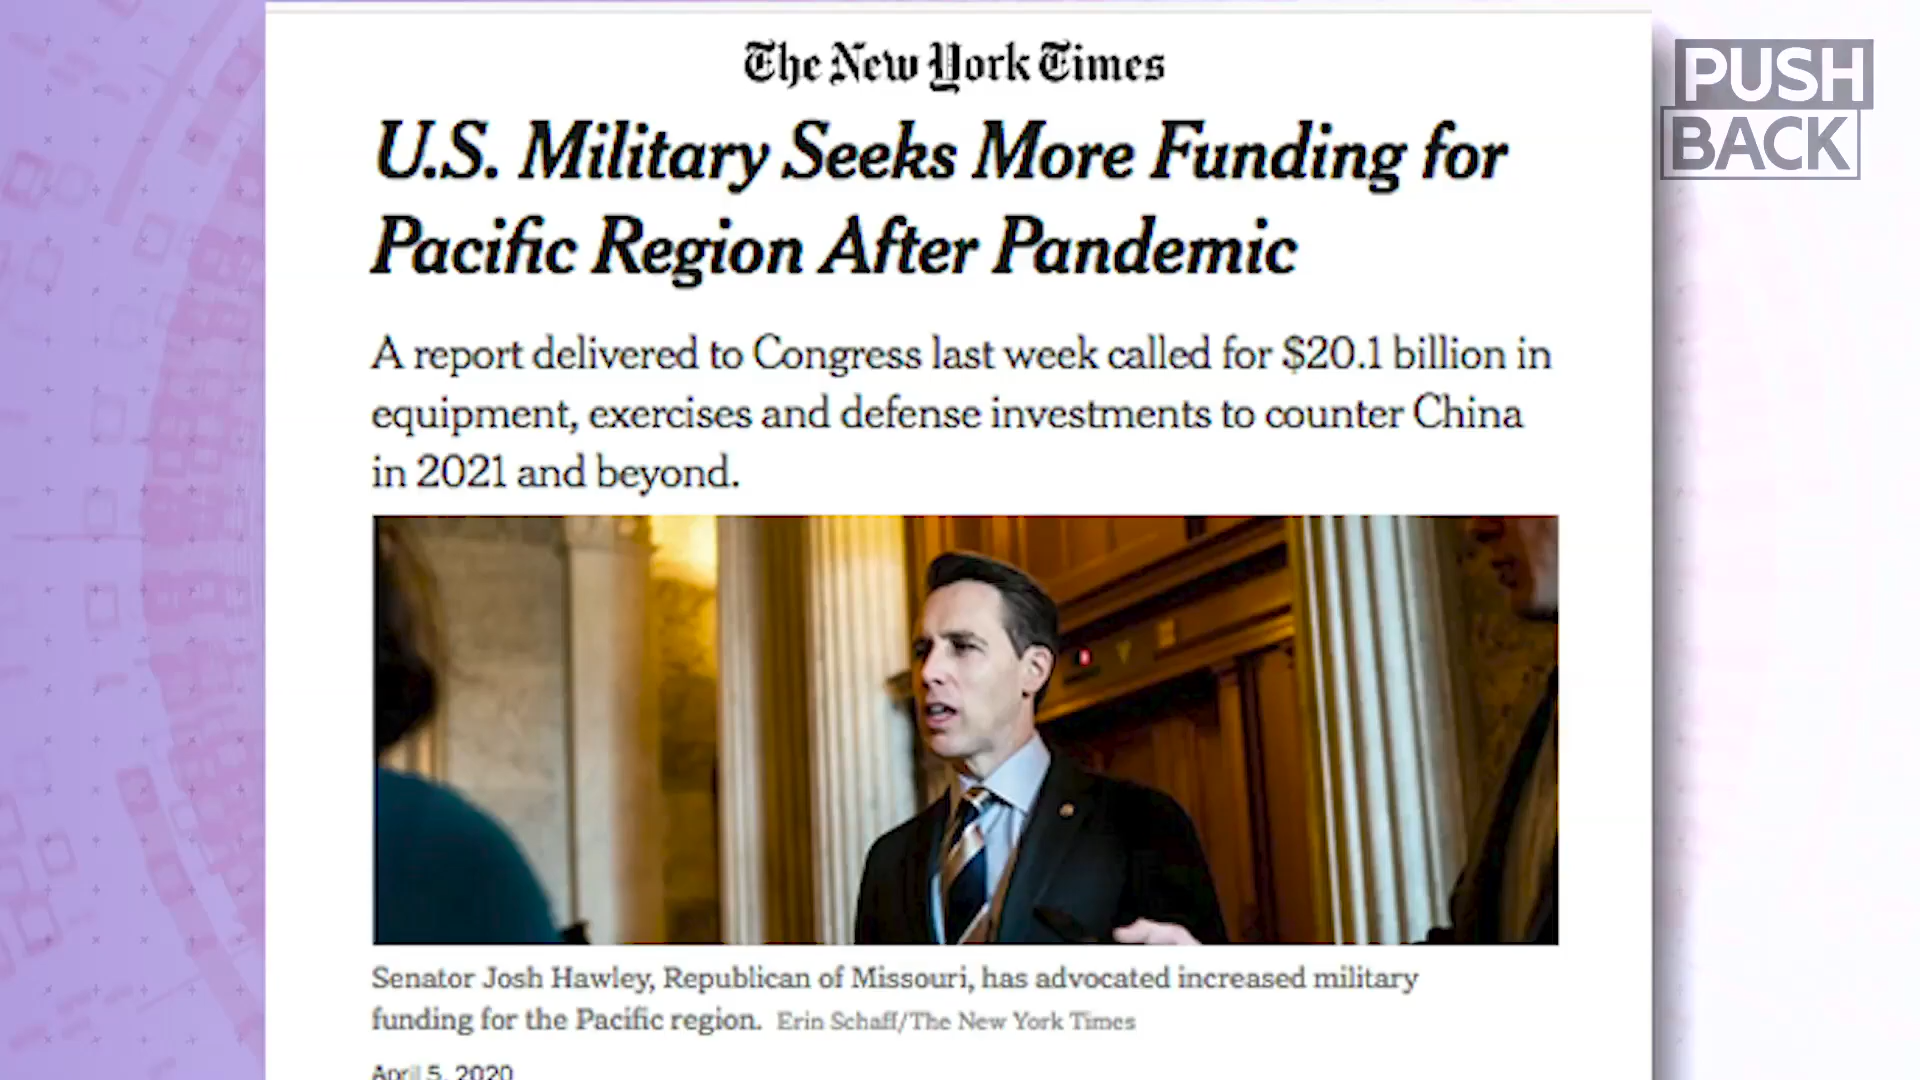 The New York Times
PUSH
BACK
U.S. Military Seeks More Funding for
Pacific Region After Pandemic
A report delivered to Congress last week called for $20.1 billion in
equipment, exercises and defense investments to counter China
in 2021 and beyond.
Senator Josh Hawley, Republican of Missouri, has advocated increased military
funding for the Pacific region. Erin Schaff/The New York Times
April 5, 2020